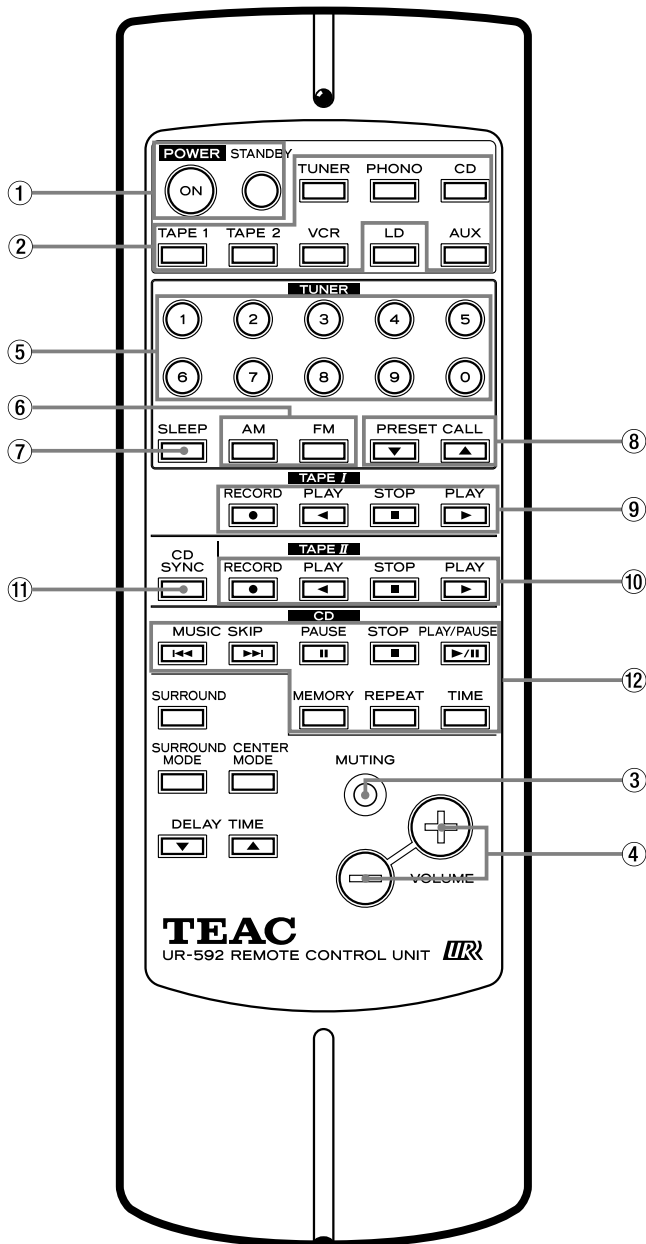 POWER STANDBY
ON
TUNER PHONO CD
TAPE 1 TAPE 2 VCR LD AUX
TUNER
1 2 3 4 5
6 7 8 9 0
SLEEP AM FM PRESET CALL
TAPE I
RECORD PLAY STOP PLAY
CD SYNC
TAPE II
RECORD PLAY STOP PLAY
CD
MUSIC SKIP PAUSE STOP PLAY/PAUSE
MEMORY REPEAT TIME
SURROUND
SURROUND MODE
CENTER MODE
MUTING
DELAY TIME
VOLUME
TEAC
UR-592 REMOTE CONTROL UNIT UR
①
②
⑤
⑥
⑦
⑪
⑧
⑨
⑩
⑫
③
④